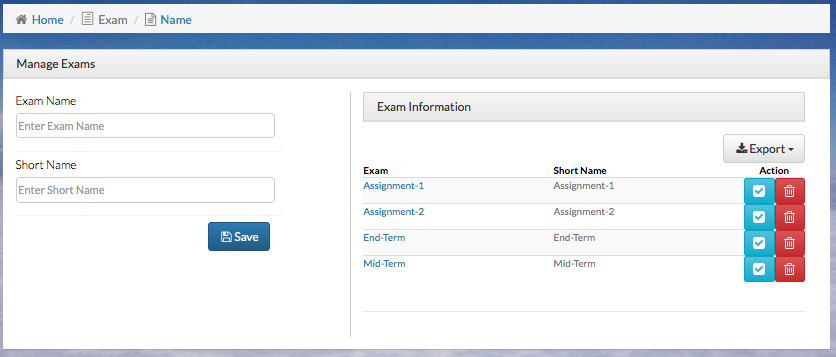 Home / Exam / Name
Manage Exams
Exam Name
Enter Exam Name
Short Name
Enter Short Name
Save
Exam Information
Export
Exam Short Name Action
Assignment-1 Assignment-1
Assignment-2 Assignment-2
End-Term End-Term
Mid-Term Mid-Term